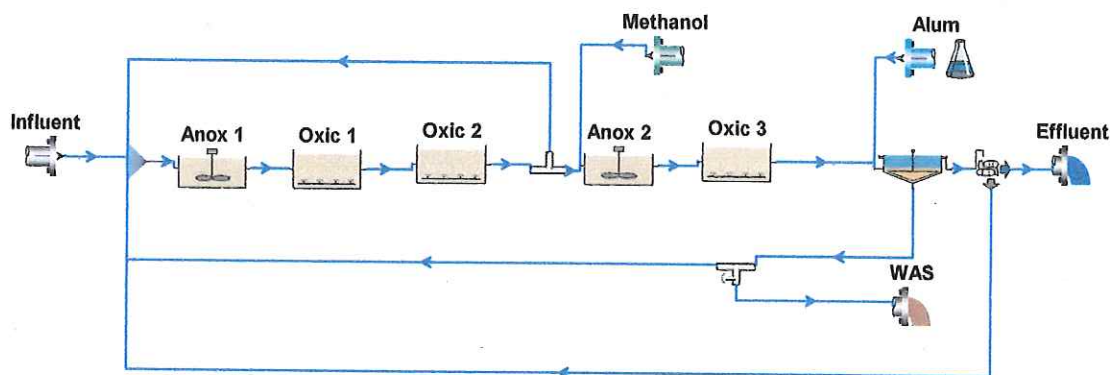 Methanol
Alum
Influent
Anox 1
Oxic 1
Oxic 2
Anox 2
Oxic 3
Effluent
WAS